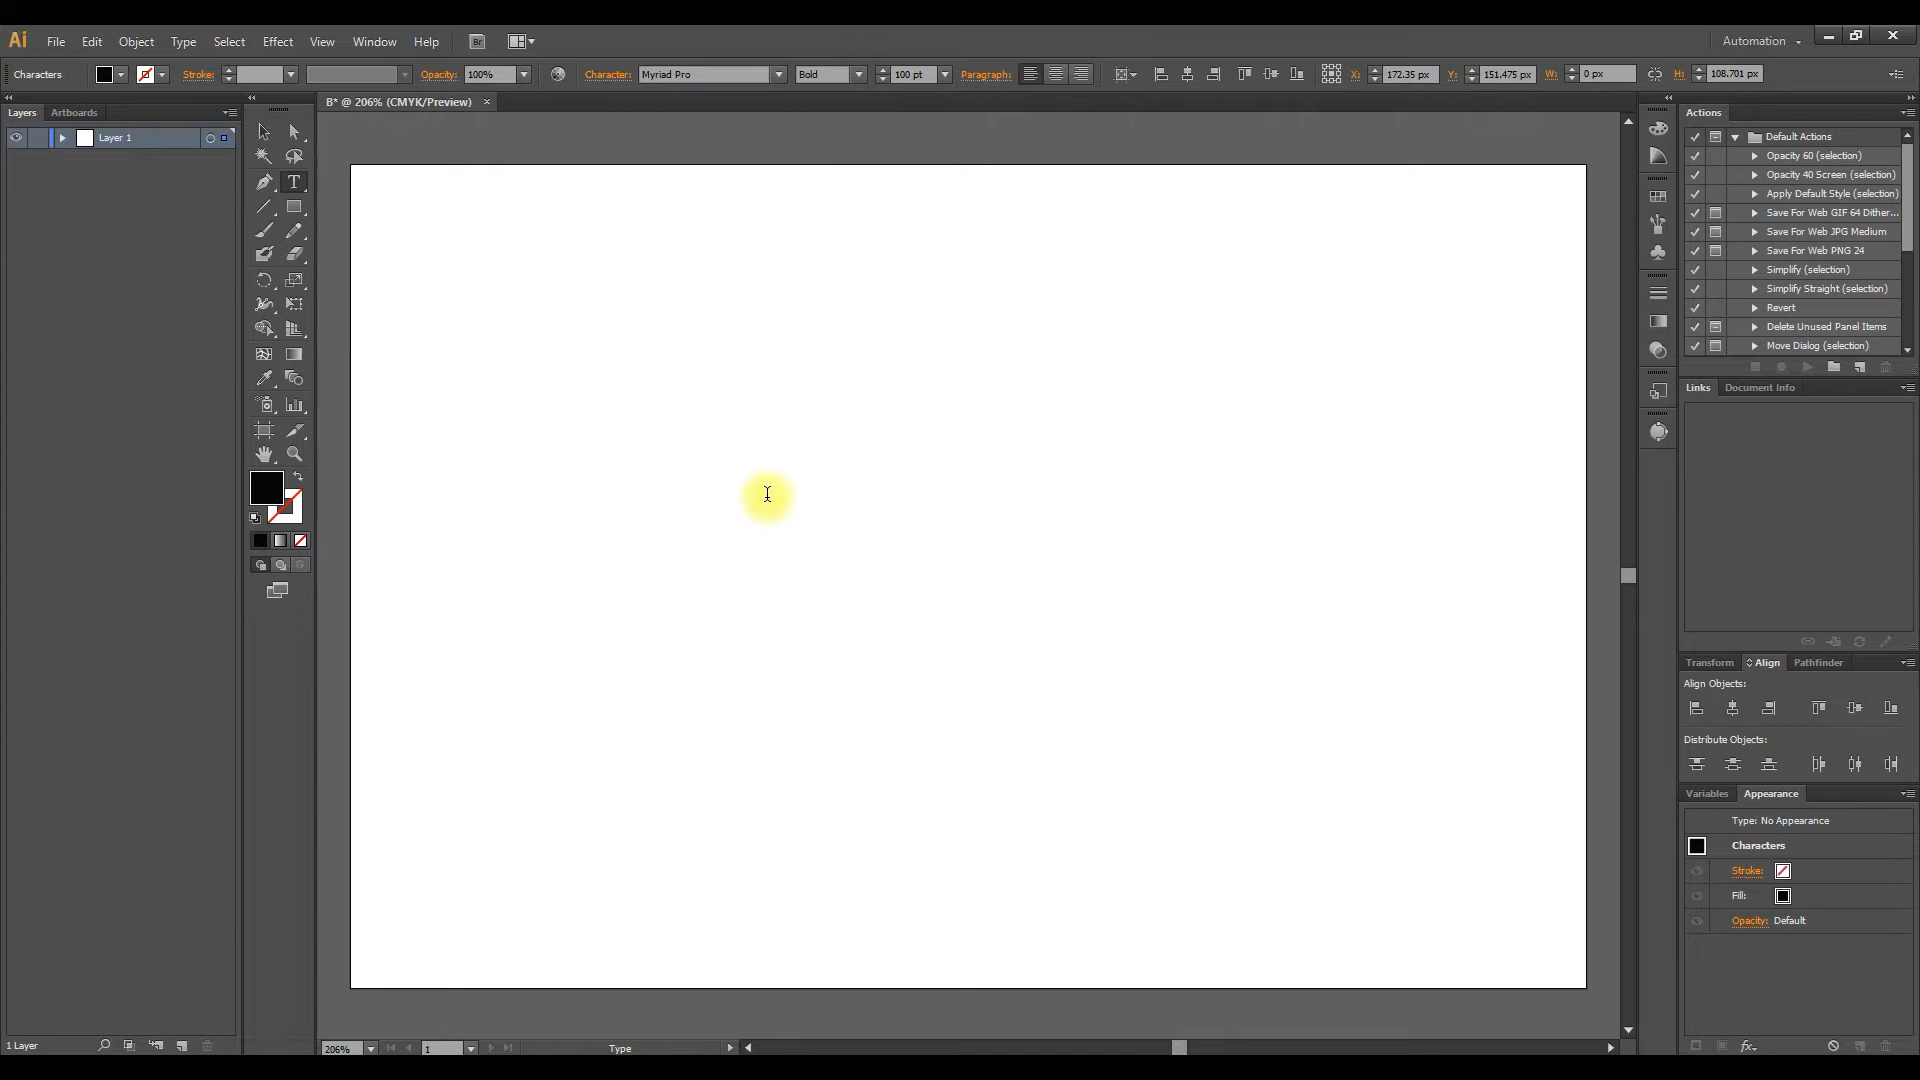 Ai File Edit Object Type Select Effect View Window Help Br Automation
Characters Stroke: Opacity: 100% Character: Myriad Pro Bold 100 pt Paragraph: X: 172.35 px Y: 151.475 px W: 0 px H: 108.701 px
Layers Artboards
B* @ 206% (CMYK/Preview)
Layer 1
Actions
Default Actions
Opacity 60 (selection)
Opacity 40 Screen (selection)
Apply Default Style (selection)
Save For Web GIF 64 Dither...
Save For Web JPG Medium
Save For Web PNG 24
Simplify (selection)
Simplify Straight (selection)
Revert
Delete Unused Panel Items
Move Dialog (selection)
Links Document Info
Transform Align Pathfinder
Align Objects:
Distribute Objects:
Variables Appearance
Type: No Appearance
Characters
Stroke:
Fill:
Opacity: Default
1 Layer
206% 1 Type
fx